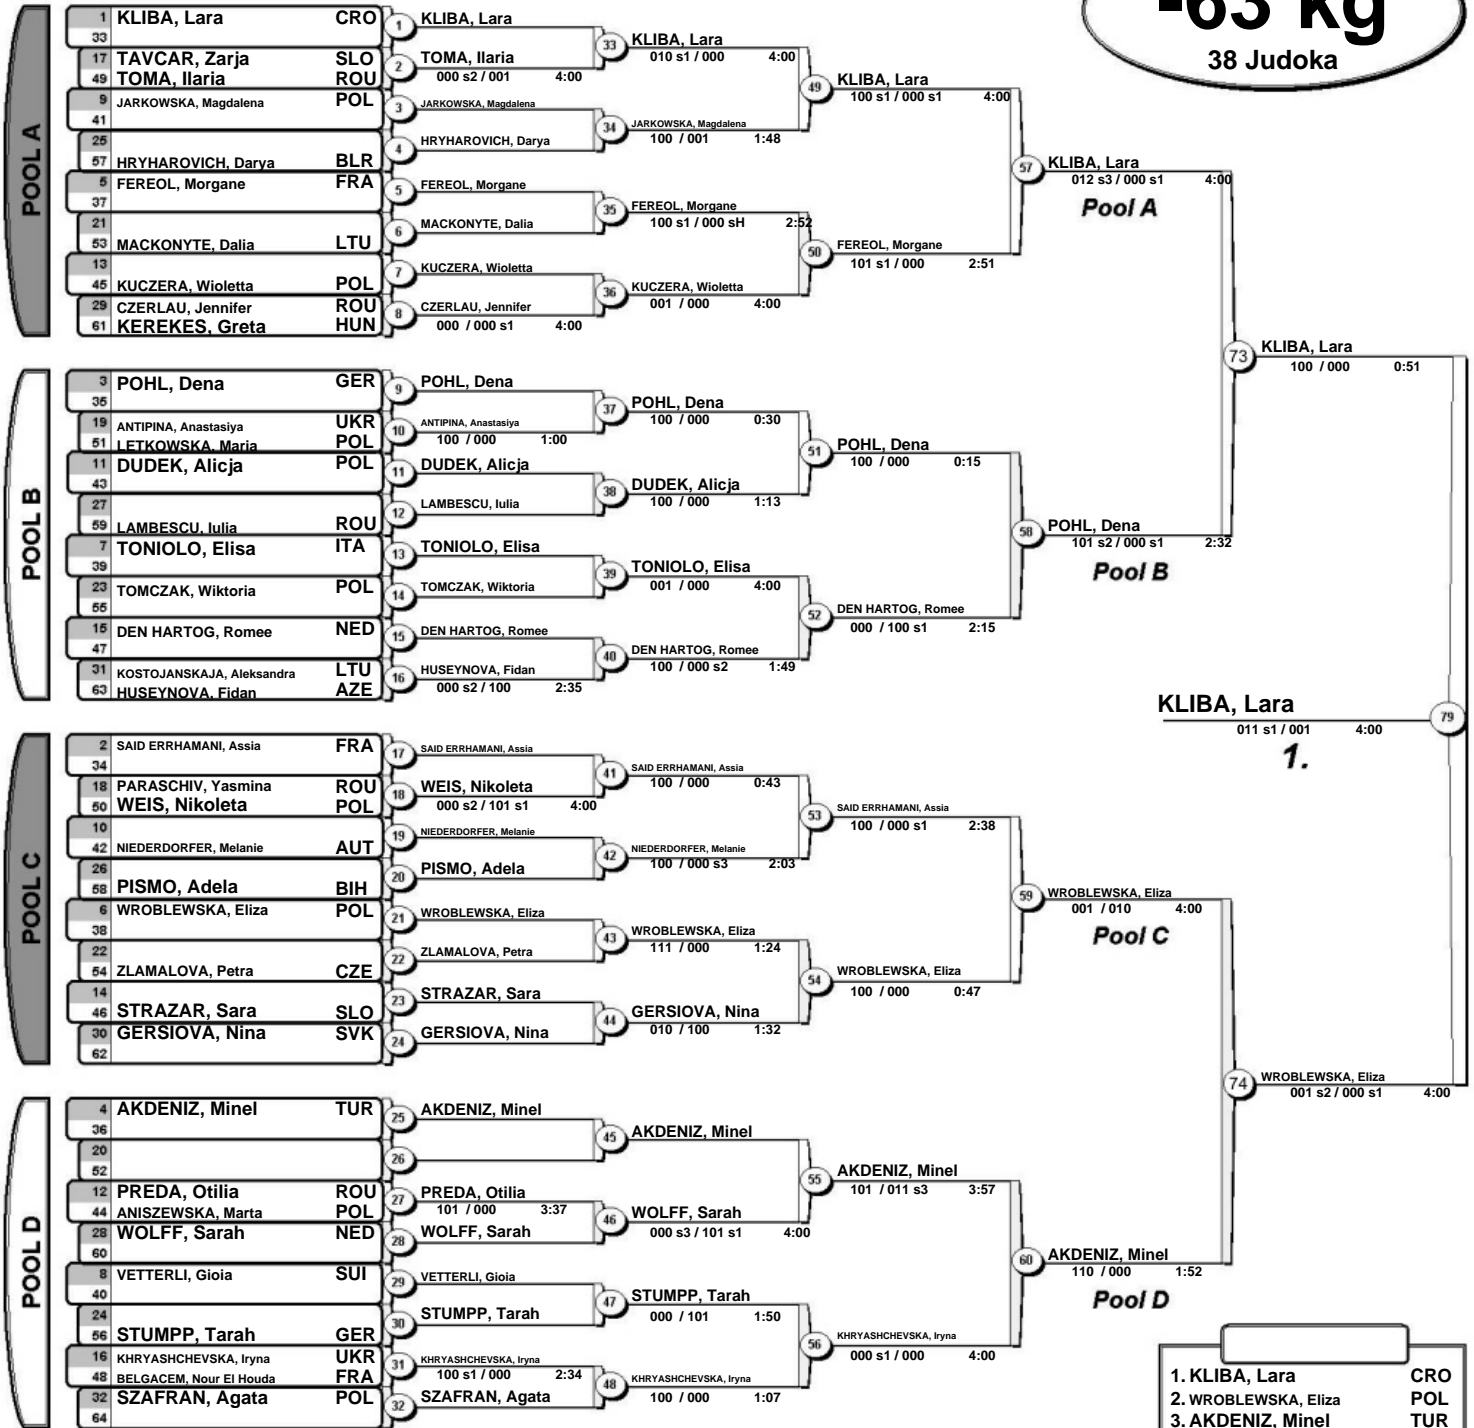 -63 kg
38 Judoka
POOL A
1 KLIBA, Lara CRO
33
17 TAVCAR, Zarja SLO
49 TOMA, Ilaria ROU
9 JARKOWSKA, Magdalena POL
41
25
57 HRYHAROVICH, Darya BLR
5 FEREOL, Morgane FRA
37
21
53 MACKONYTE, Dalia LTU
13
45 KUCZERA, Wioletta POL
29 CZERLAU, Jennifer ROU
61 KEREKES, Greta HUN
1 KLIBA, Lara
2 TOMA, Ilaria
000 s2 / 001 4:00
3 JARKOWSKA, Magdalena
4 HRYHAROVICH, Darya
5 FEREOL, Morgane
6 MACKONYTE, Dalia
7 KUCZERA, Wioletta
8 CZERLAU, Jennifer
000 / 000 s1 4:00
33 KLIBA, Lara
010 s1 / 000 4:00
34 JARKOWSKA, Magdalena
100 / 001 1:48
35 FEREOL, Morgane
100 s1 / 000 sH 2:52
36 KUCZERA, Wioletta
001 / 000 4:00
49 KLIBA, Lara
100 s1 / 000 s1 4:00
50 FEREOL, Morgane
101 s1 / 000 2:51
57 KLIBA, Lara
012 s3 / 000 s1 4:00
Pool A
POOL B
3 POHL, Dena GER
35
19 ANTIPINA, Anastasiya UKR
51 LETKOWSKA, Maria POL
11 DUDEK, Alicja POL
43
27
59 LAMBESCU, Iulia ROU
7 TONIOLO, Elisa ITA
39
23 TOMCZAK, Wiktoria POL
55
15 DEN HARTOG, Romee NED
47
31 KOSTOJANSKAJA, Aleksandra LTU
63 HUSEYNOVA, Fidan AZE
9 POHL, Dena
10 ANTIPINA, Anastasiya
100 / 000 1:00
11 DUDEK, Alicja
12 LAMBESCU, Iulia
13 TONIOLO, Elisa
14 TOMCZAK, Wiktoria
15 DEN HARTOG, Romee
16 HUSEYNOVA, Fidan
000 s2 / 100 2:35
37 POHL, Dena
100 / 000 0:30
38 DUDEK, Alicja
100 / 000 1:13
39 TONIOLO, Elisa
001 / 000 4:00
40 DEN HARTOG, Romee
100 / 000 s2 1:49
51 POHL, Dena
100 / 000 0:15
52 DEN HARTOG, Romee
000 / 100 s1 2:15
58 POHL, Dena
101 s2 / 000 s1 2:32
Pool B
73 KLIBA, Lara
100 / 000 0:51
KLIBA, Lara
79
011 s1 / 001 4:00
1.
POOL C
2 SAID ERRHAMANI, Assia FRA
34
18 PARASCHIV, Yasmina ROU
50 WEIS, Nikoleta POL
10
42 NIEDERDORFER, Melanie AUT
26
58 PISMO, Adela BIH
6 WROBLEWSKA, Eliza POL
38
22
54 ZLAMALOVA, Petra CZE
14
46 STRAZAR, Sara SLO
30 GERSIOVA, Nina SVK
62
17 SAID ERRHAMANI, Assia
18 WEIS, Nikoleta
000 s2 / 101 s1 4:00
19 NIEDERDORFER, Melanie
20 PISMO, Adela
21 WROBLEWSKA, Eliza
22 ZLAMALOVA, Petra
23 STRAZAR, Sara
24 GERSIOVA, Nina
41 SAID ERRHAMANI, Assia
100 / 000 0:43
42 NIEDERDORFER, Melanie
100 / 000 s3 2:03
43 WROBLEWSKA, Eliza
111 / 000 1:24
44 GERSIOVA, Nina
010 / 100 1:32
53 SAID ERRHAMANI, Assia
100 / 000 s1 2:38
54 WROBLEWSKA, Eliza
100 / 000 0:47
59 WROBLEWSKA, Eliza
001 / 010 4:00
Pool C
POOL D
4 AKDENIZ, Minel TUR
36
20
52
12 PREDA, Otilia ROU
44 ANISZEWSKA, Marta POL
28 WOLFF, Sarah NED
60
8 VETTERLI, Gioia SUI
40
24
56 STUMPP, Tarah GER
16 KHRYASHCHEVSKA, Iryna UKR
48 BELGACEM, Nour El Houda FRA
32 SZAFRAN, Agata POL
64
25 AKDENIZ, Minel
26
27 PREDA, Otilia
101 / 000 3:37
28 WOLFF, Sarah
29 VETTERLI, Gioia
30 STUMPP, Tarah
31 KHRYASHCHEVSKA, Iryna
100 s1 / 000 2:34
32 SZAFRAN, Agata
45 AKDENIZ, Minel
46 WOLFF, Sarah
000 s3 / 101 s1 4:00
47 STUMPP, Tarah
000 / 101 1:50
48 KHRYASHCHEVSKA, Iryna
100 / 000 1:07
55 AKDENIZ, Minel
101 / 011 s3 3:57
56 KHRYASHCHEVSKA, Iryna
000 s1 / 000 4:00
60 AKDENIZ, Minel
110 / 000 1:52
Pool D
74 WROBLEWSKA, Eliza
001 s2 / 000 s1 4:00
1. KLIBA, Lara CRO
2. WROBLEWSKA, Eliza POL
3. AKDENIZ, Minel TUR